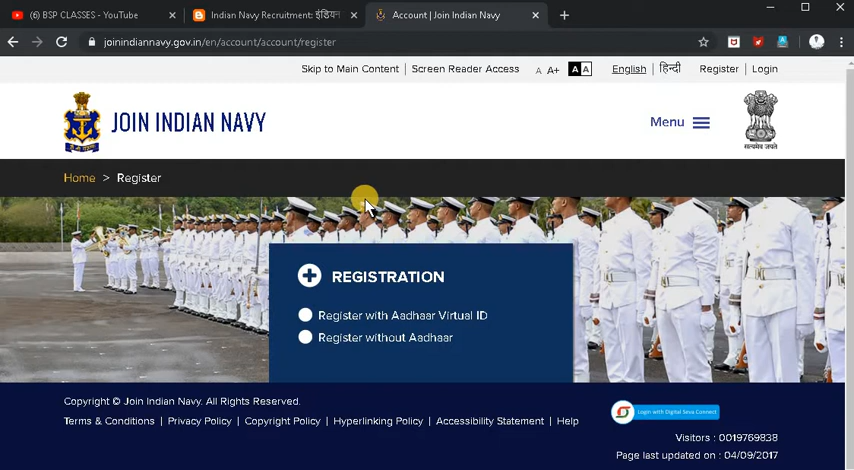 (6) BSP CLASSES - YouTube
Indian Navy Recruitment: इंडियन
Account | Join Indian Navy
joinindiannavy.gov.in/en/account/account/register
Skip to Main Content | Screen Reader Access A A+ A A English | हिन्दी Register | Login
JOIN INDIAN NAVY
Menu
सत्यमेव जयते
Home > Register
REGISTRATION
Register with Aadhaar Virtual ID
Register without Aadhaar
Copyright © Join Indian Navy. All Rights Reserved.
Terms & Conditions | Privacy Policy | Copyright Policy | Hyperlinking Policy | Accessibility Statement | Help
Login with Digital Seva Connect
Visitors : 0019769838
Page last updated on : 04/09/2017